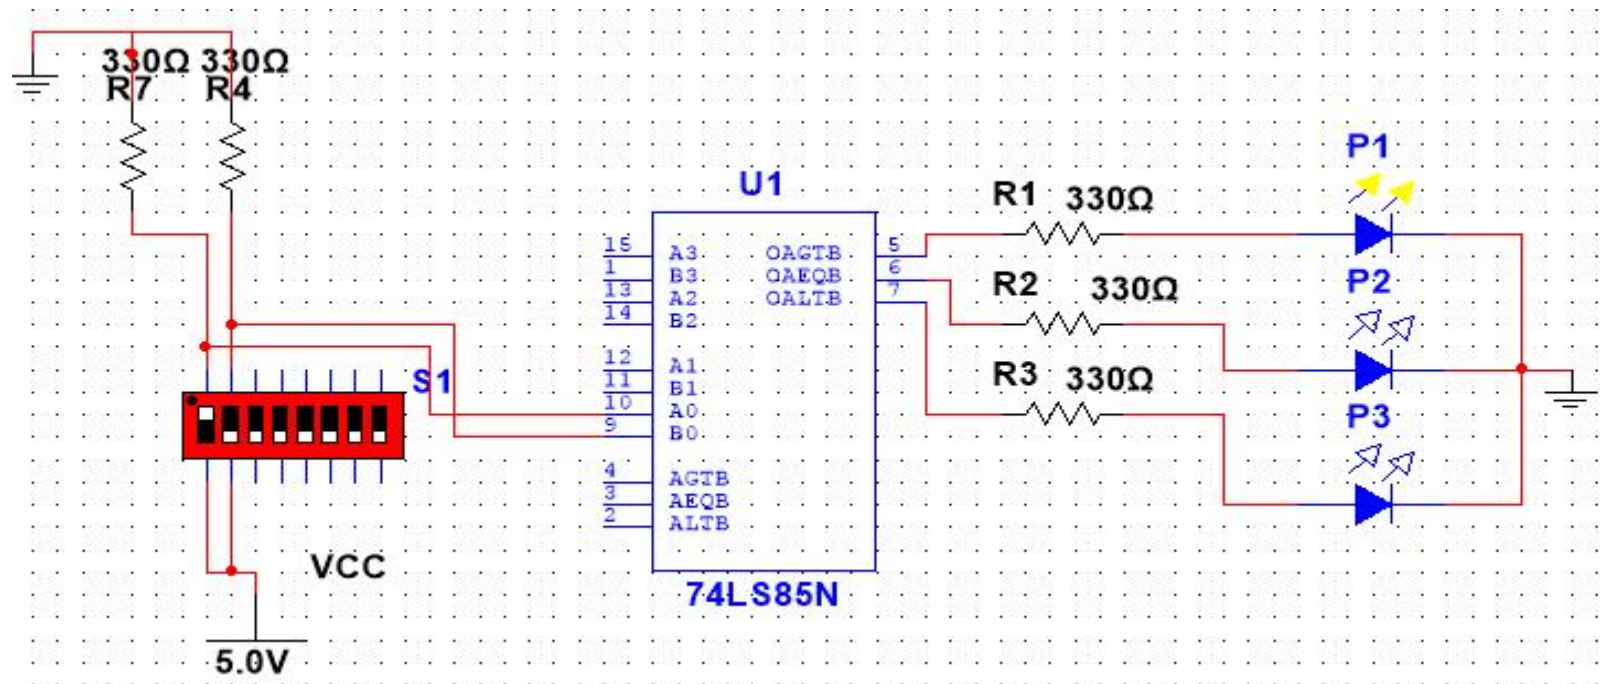 330Ω 330Ω
R7 R4
S1
VCC
5.0V
U1
15 A3 OAGTB 5
1 B3 OAEQB 6
13 A2 OALTB 7
14 B2
12 A1
11 B1
10 A0
9 B0
4 AGTB
3 AEQB
2 ALTB
74LS85N
R1 330Ω
R2 330Ω
R3 330Ω
P1
P2
P3